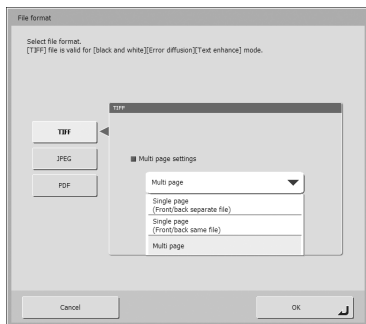 File format
Select file format.
[TIFF] file is valid for [black and white][Error diffusion][Text enhance] mode.
TIFF
TIFF
JPEG
PDF
Multi page settings
Multi page
Single page
(Front/back separate file)
Single page
(Front/back same file)
Multi page
Cancel
OK